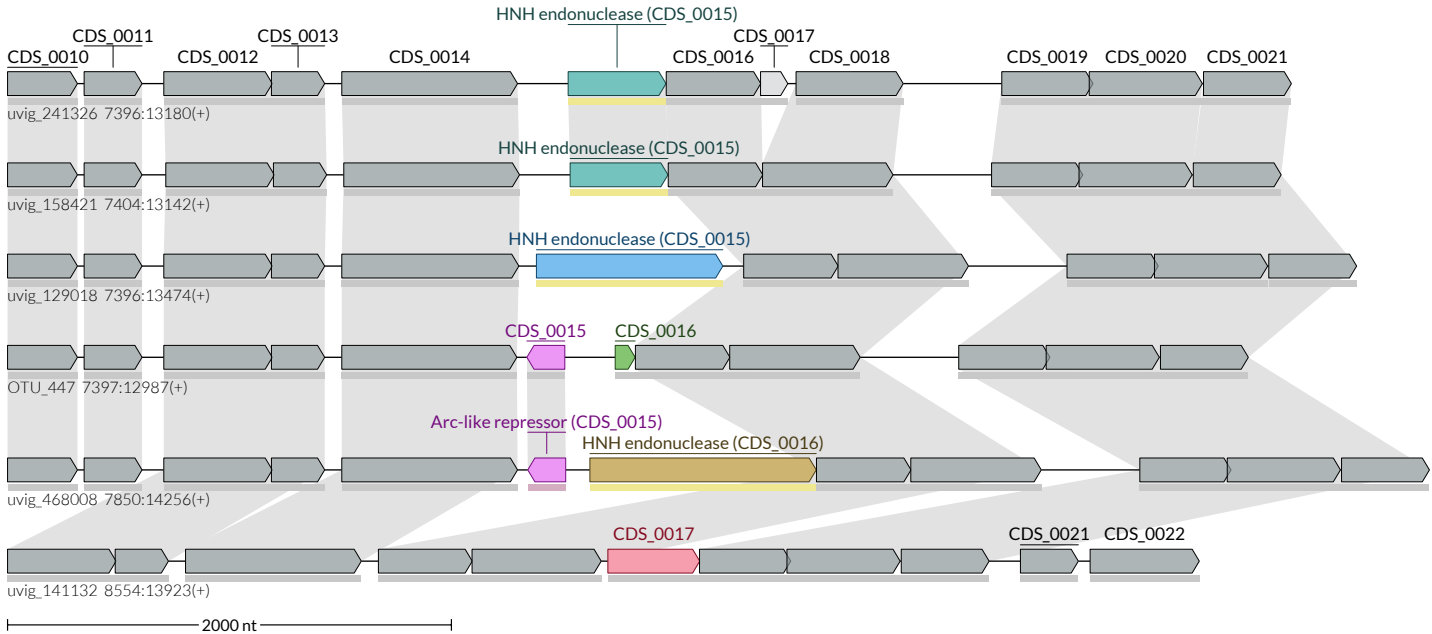 HNH endonuclease (CDS_0015)
CDS_0011 CDS_0013 CDS_0017
CDS_0010 CDS_0012 CDS_0014 CDS_0016 CDS_0018 CDS_0019 CDS_0020 CDS_0021
uvig_241326 7396:13180(+)
HNH endonuclease (CDS_0015)
uvig_158421 7404:13142(+)
HNH endonuclease (CDS_0015)
uvig_129018 7396:13474(+)
CDS_0015 CDS_0016
OTU_447 7397:12987(+)
Arc-like repressor (CDS_0015)
HNH endonuclease (CDS_0016)
uvig_468008 7850:14256(+)
CDS_0017 CDS_0021 CDS_0022
uvig_141132 8554:13923(+)
2000 nt